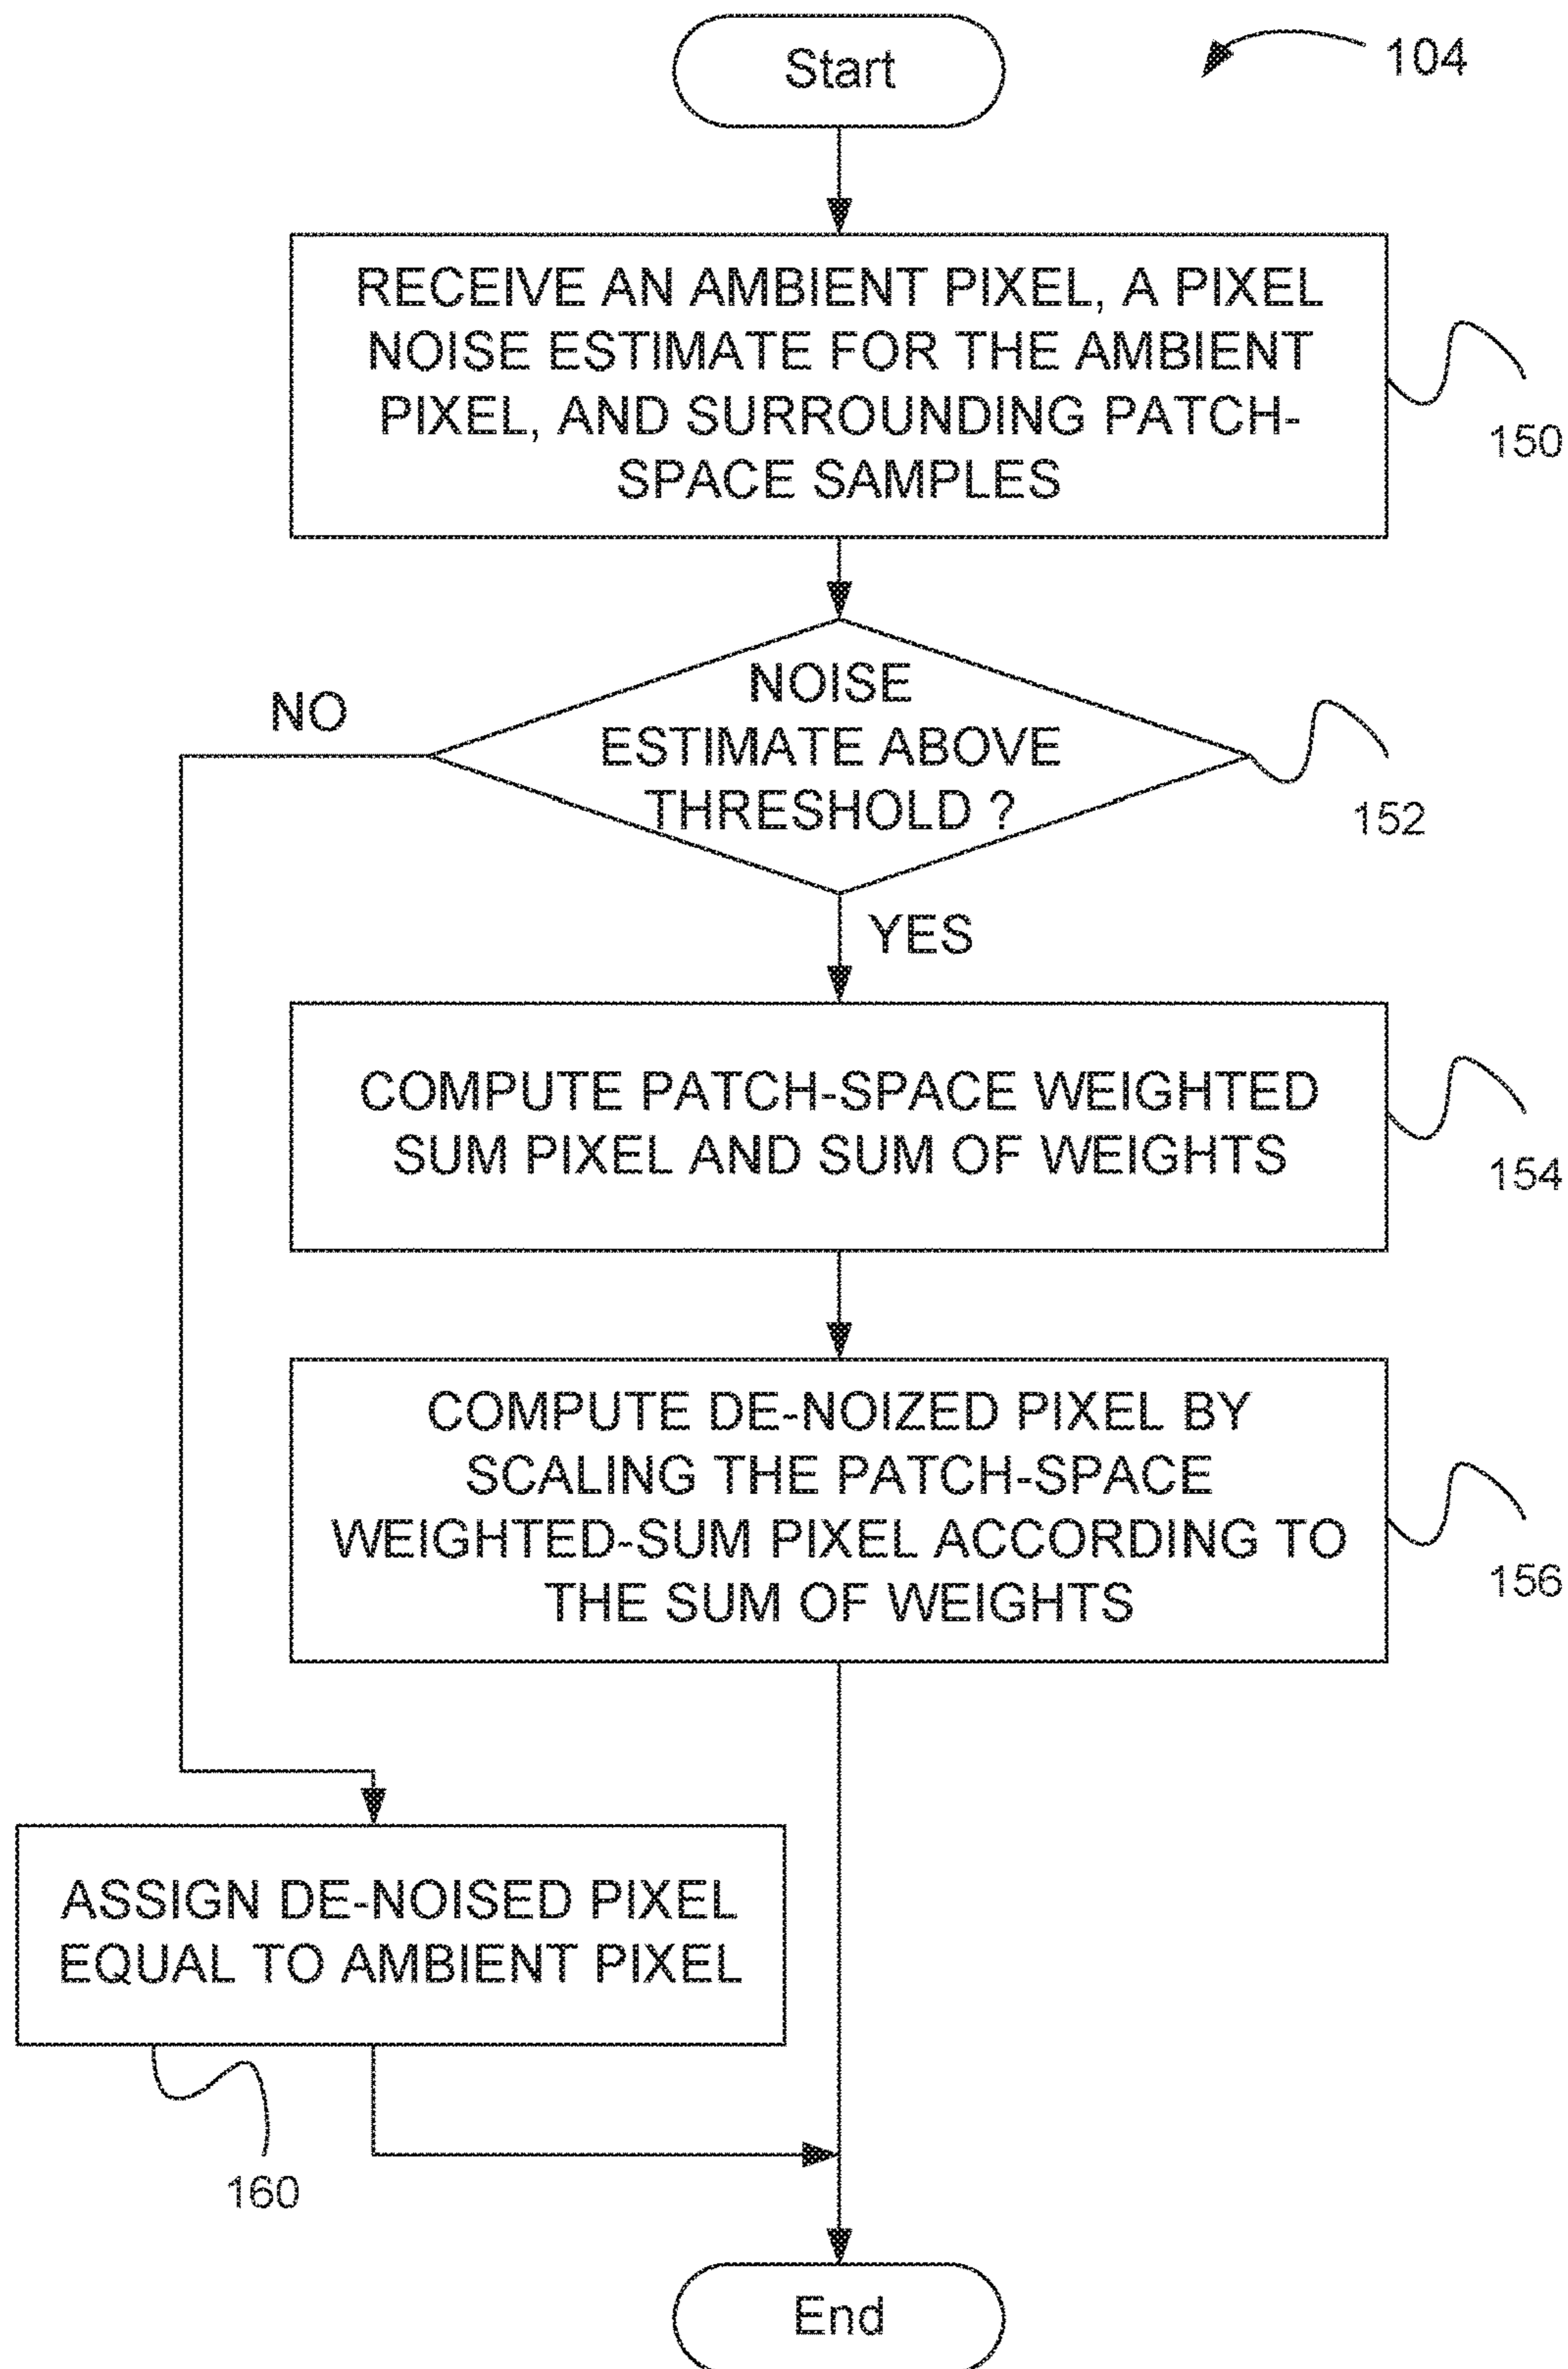 Start
104
RECEIVE AN AMBIENT PIXEL, A PIXEL
NOISE ESTIMATE FOR THE AMBIENT
PIXEL, AND SURROUNDING PATCH-
SPACE SAMPLES
150
NOISE
ESTIMATE ABOVE
THRESHOLD ?
NO
152
YES
COMPUTE PATCH-SPACE WEIGHTED
SUM PIXEL AND SUM OF WEIGHTS
154
COMPUTE DE-NOIZED PIXEL BY
SCALING THE PATCH-SPACE
WEIGHTED-SUM PIXEL ACCORDING TO
THE SUM OF WEIGHTS
156
ASSIGN DE-NOISED PIXEL
EQUAL TO AMBIENT PIXEL
160
End